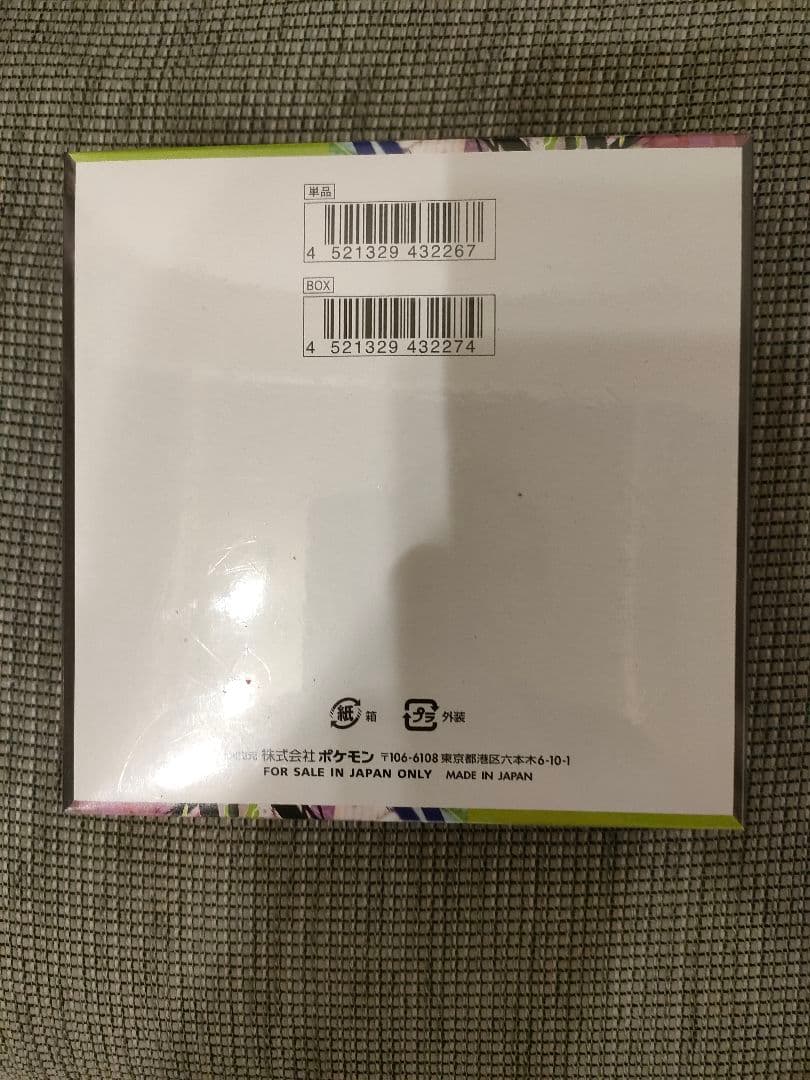 単品
4 521329 432267
BOX
4 521329 432274
紙 箱 プラ 外装
株式会社 ポケモン 〒106-6108 東京都港区六本木6-10-1
FOR SALE IN JAPAN ONLY MADE IN JAPAN